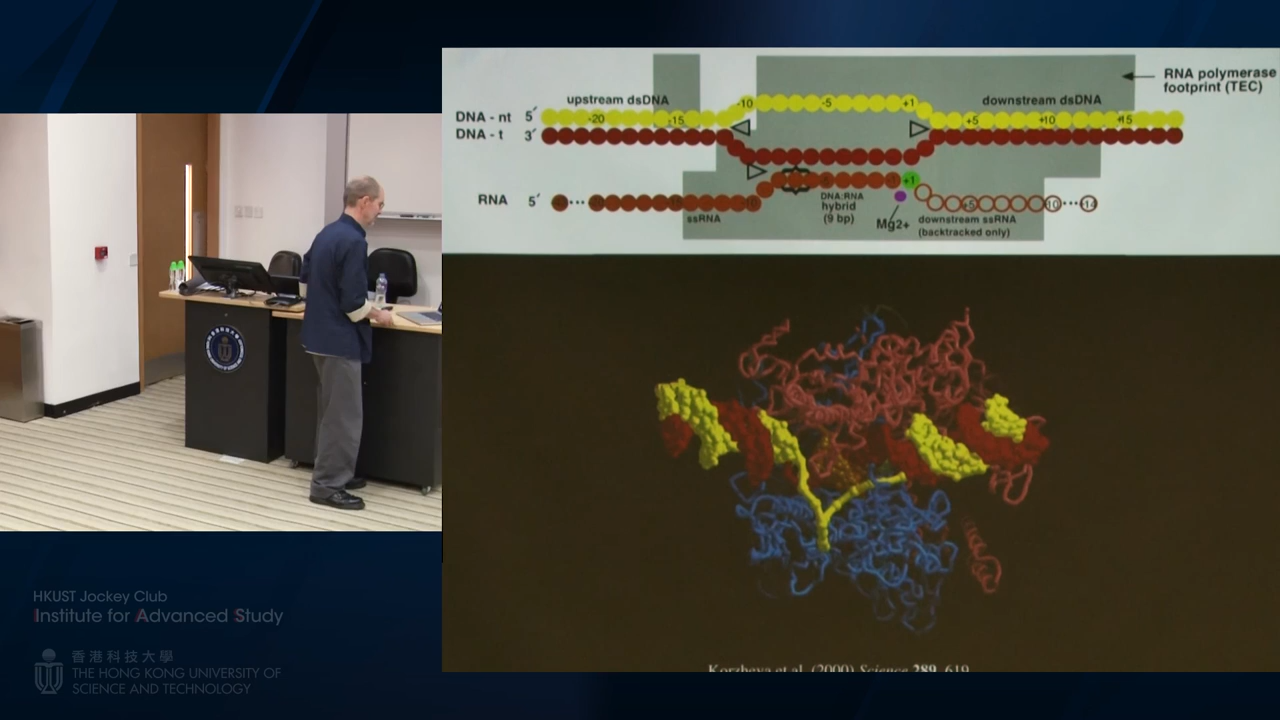 RNA polymerase
footprint (TEC)
upstream dsDNA
-10
-5
+1
downstream dsDNA
DNA - nt 5´
-20
-15
+5
+10
+15
DNA - t 3´
RNA 5´
+1
ssRNA
DNA:RNA
hybrid
(9 bp)
Mg2+
downstream ssRNA
(backtracked only)
HKUST Jockey Club
Institute for Advanced Study
香港科技大學
THE HONG KONG UNIVERSITY OF
SCIENCE AND TECHNOLOGY
Korzheva et al. (2000) Science 289, 619